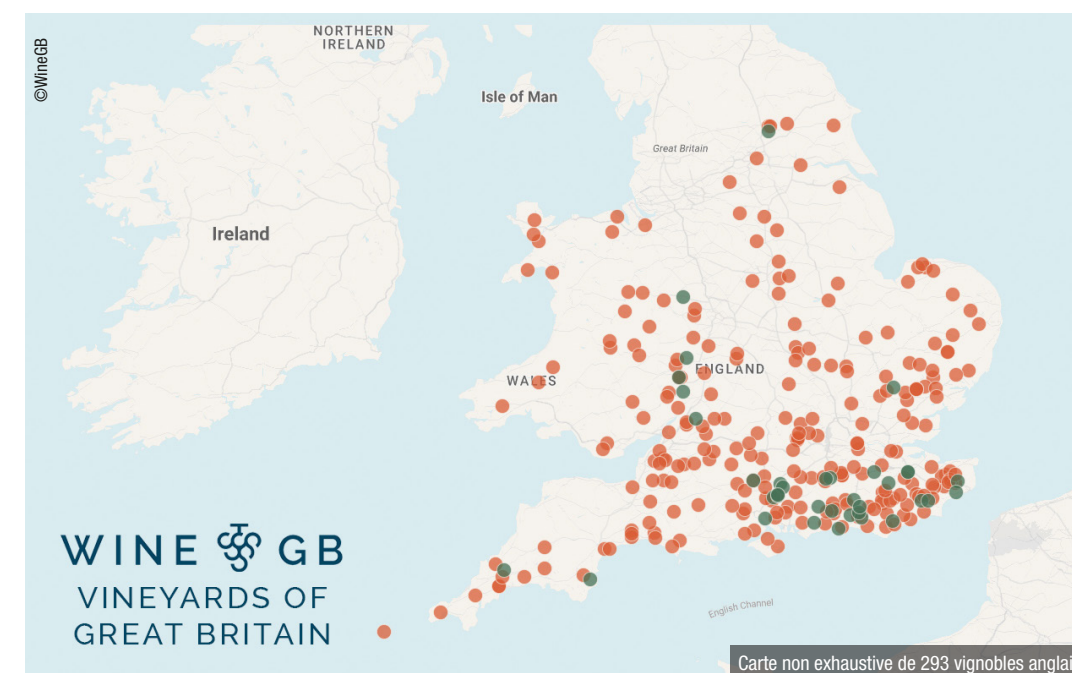 ©WineGB
NORTHERN
IRELAND
Isle of Man
Great Britain
Ireland
WALES
ENGLAND
WINE GB
VINEYARDS OF
GREAT BRITAIN
English Channel
Carte non exhaustive de 293 vignobles anglai